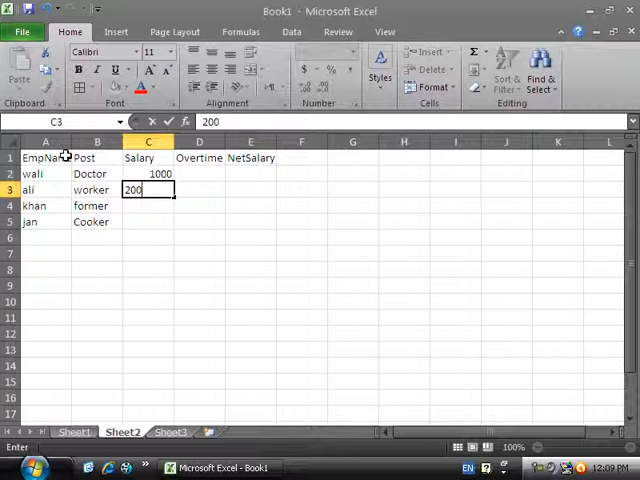 Book1 - Microsoft Excel
File Home Insert Page Layout Formulas Data Review View
Paste Calibri 11 Styles Insert Delete Format Sort & Filter Find & Select
Clipboard Font Alignment Number Cells Editing
C3 fx 200
A B C D E F G H I J K L
1 EmpNam Post Salary Overtime NetSalary
2 wali Doctor 1000
3 ali worker 200
4 khan former
5 jan Cooker
6
7
8
9
10
11
12
13
14
15
16
17
Sheet1 Sheet2 Sheet3
Enter 100%
Microsoft Excel - Book1 EN 12:09 PM